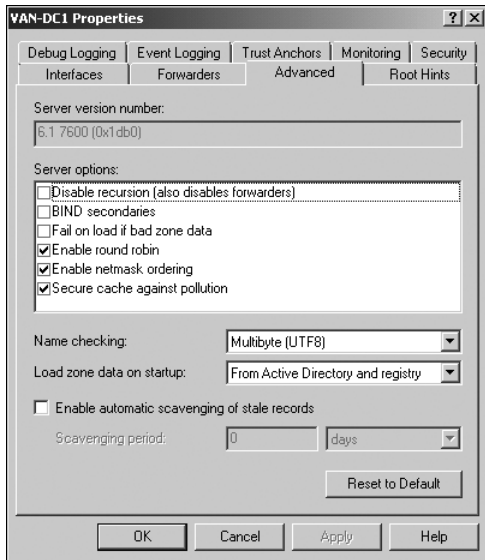 VAN-DC1 Properties
Debug Logging Event Logging Trust Anchors Monitoring Security
Interfaces Forwarders Advanced Root Hints
Server version number:
6.1 7600 (0x1db0)
Server options:
Disable recursion (also disables forwarders)
BIND secondaries
Fail on load if bad zone data
Enable round robin
Enable netmask ordering
Secure cache against pollution
Name checking: Multibyte (UTF8)
Load zone data on startup: From Active Directory and registry
Enable automatic scavenging of stale records
Scavenging period: 0 days
Reset to Default
OK Cancel Apply Help